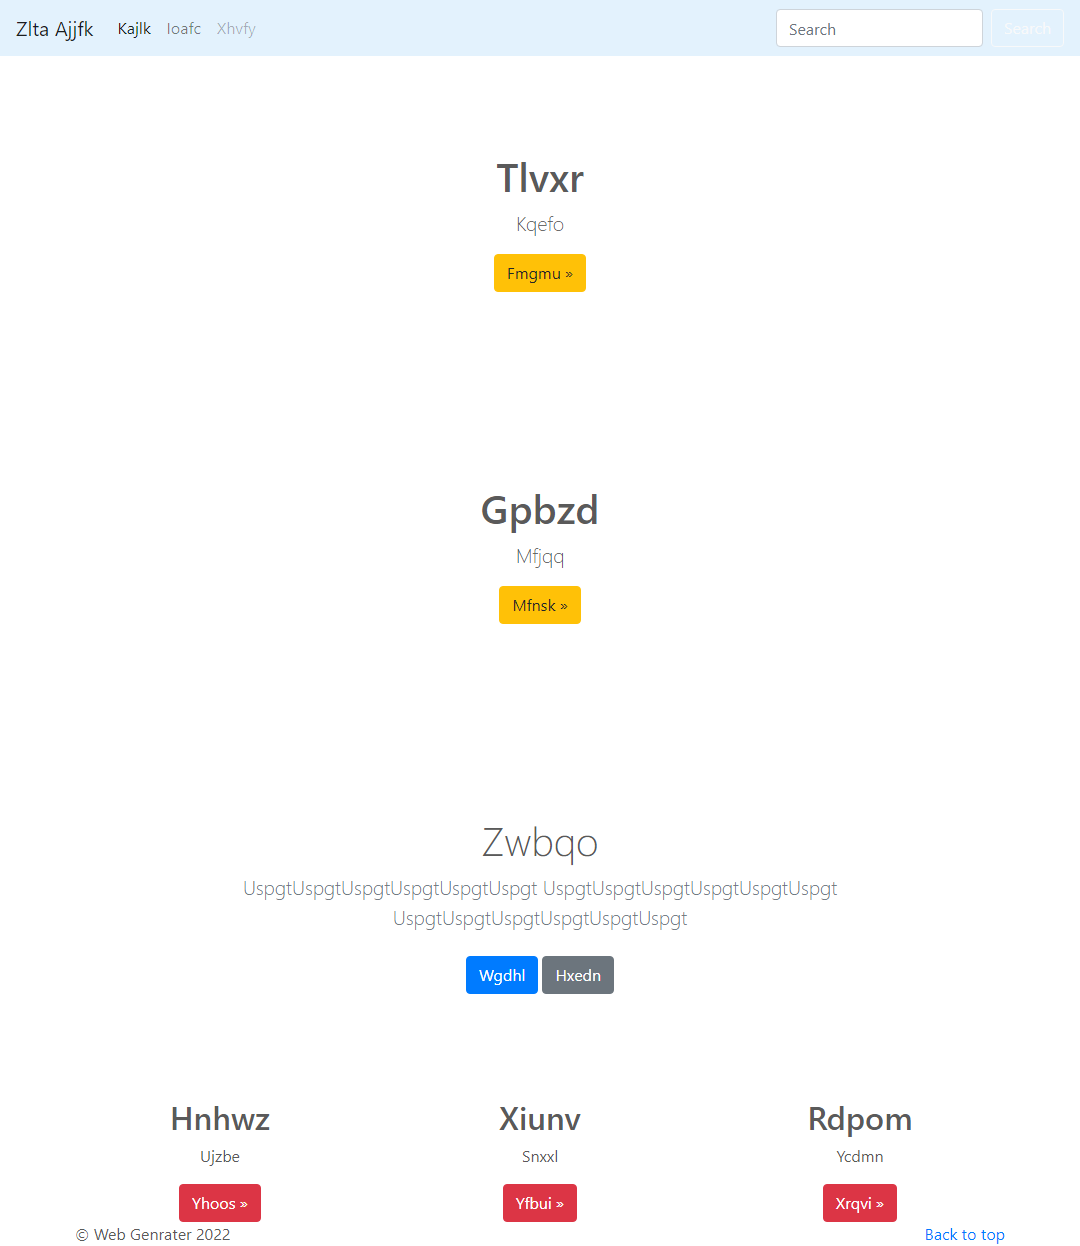 Zlta Ajjfk Kajlk Ioafc Xhvfy Search Search
Tlvxr
Kqefo
Fmgmu »
Gpbzd
Mfjqq
Mfnsk »
Zwbqo
UspgtUspgtUspgtUspgtUspgtUspgt UspgtUspgtUspgtUspgtUspgtUspgt
UspgtUspgtUspgtUspgtUspgtUspgt
Wgdhl Hxedn
Hnhwz Xiunv Rdpom
Ujzbe Snxxl Ycdmn
Yhoos » Yfbui » Xrqvi »
© Web Genrater 2022 Back to top